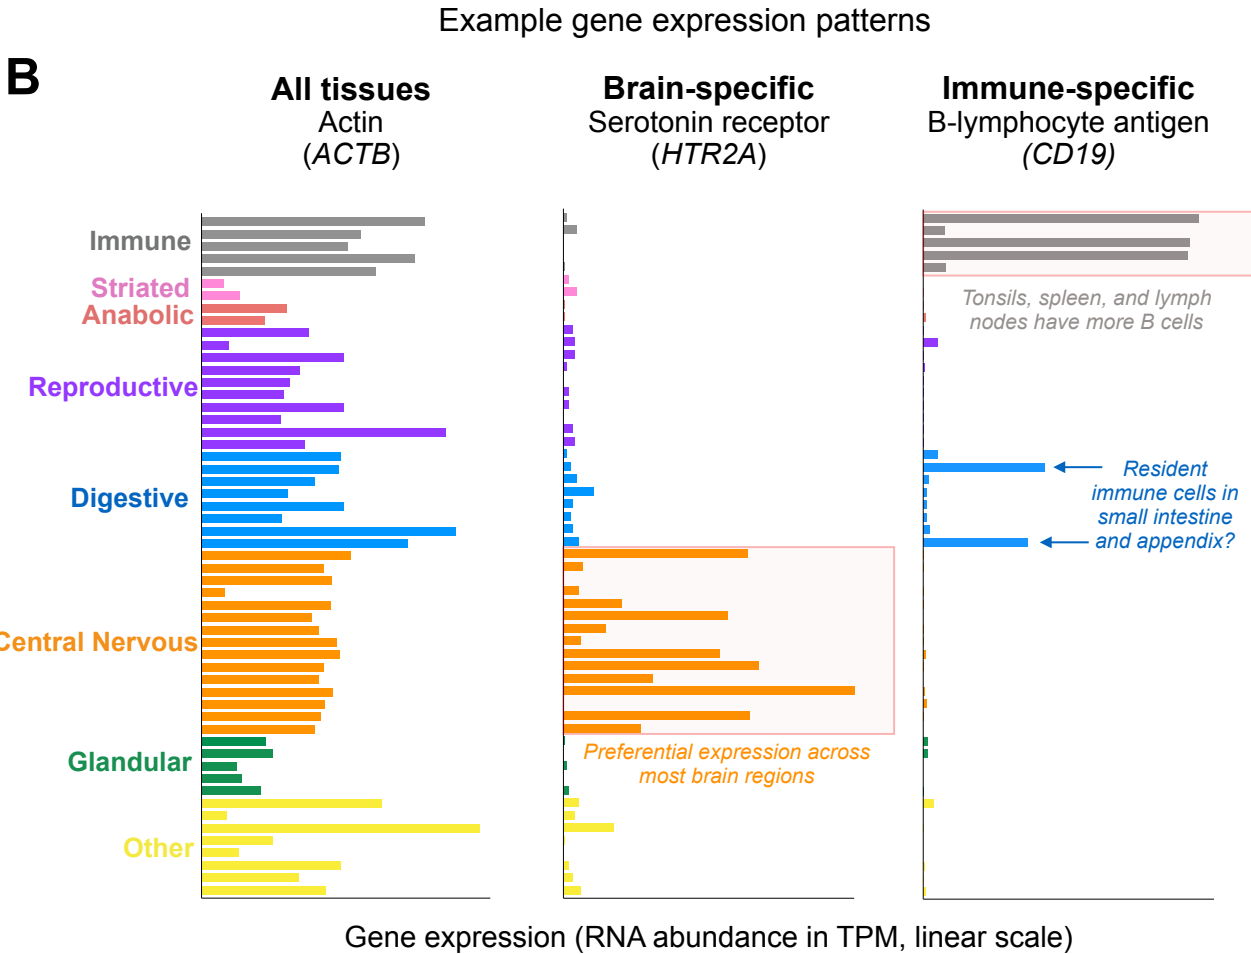 Example gene expression patterns
B
All tissues
Actin
(ACTB)
Brain-specific
Serotonin receptor
(HTR2A)
Immune-specific
B-lymphocyte antigen
(CD19)
Immune
Striated
Anabolic
Reproductive
Digestive
Central Nervous
Glandular
Other
Preferential expression across
most brain regions
Tonsils, spleen, and lymph
nodes have more B cells
Resident
immune cells in
small intestine
and appendix?
Gene expression (RNA abundance in TPM, linear scale)